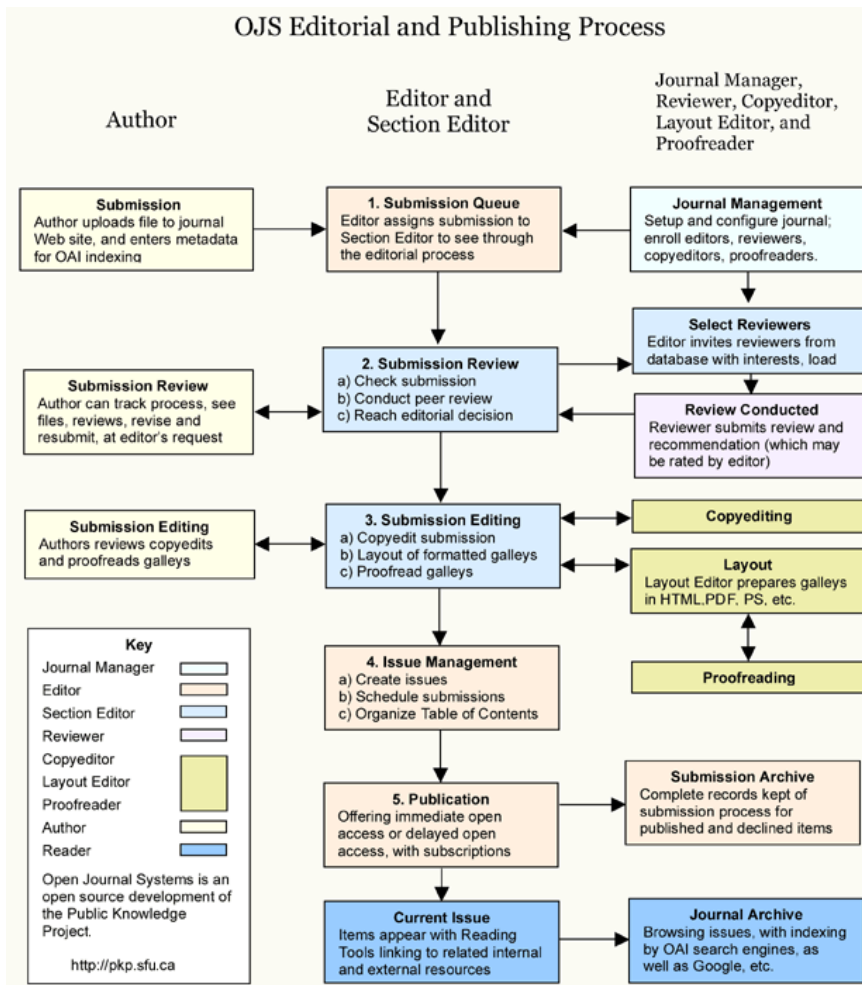 OJS Editorial and Publishing Process
Author
Editor and
Section Editor
Journal Manager,
Reviewer, Copyeditor,
Layout Editor, and
Proofreader
Submission
Author uploads file to journal
Web site, and enters metadata
for OAI indexing
1. Submission Queue
Editor assigns submission to
Section Editor to see through
the editorial process
Journal Management
Setup and configure journal;
enroll editors, reviewers,
copyeditors, proofreaders.
Select Reviewers
Editor invites reviewers from
database with interests, load
2. Submission Review
a) Check submission
b) Conduct peer review
c) Reach editorial decision
Submission Review
Author can track process, see
files, reviews, revise and
resubmit, at editor's request
Review Conducted
Reviewer submits review and
recommendation (which may
be rated by editor)
Submission Editing
Authors reviews copyedits
and proofreads galleys
3. Submission Editing
a) Copyedit submission
b) Layout of formatted galleys
c) Proofread galleys
Copyediting
Layout
Layout Editor prepares galleys
in HTML,PDF, PS, etc.
Proofreading
Key
Journal Manager
Editor
Section Editor
Reviewer
Copyeditor
Layout Editor
Proofreader
Author
Reader
Open Journal Systems is an
open source development of
the Public Knowledge
Project.
http://pkp.sfu.ca
4. Issue Management
a) Create issues
b) Schedule submissions
c) Organize Table of Contents
5. Publication
Offering immediate open
access or delayed open
access, with subscriptions
Submission Archive
Complete records kept of
submission process for
published and declined items
Current Issue
Items appear with Reading
Tools linking to related internal
and external resources
Journal Archive
Browsing issues, with indexing
by OAI search engines, as
well as Google, etc.